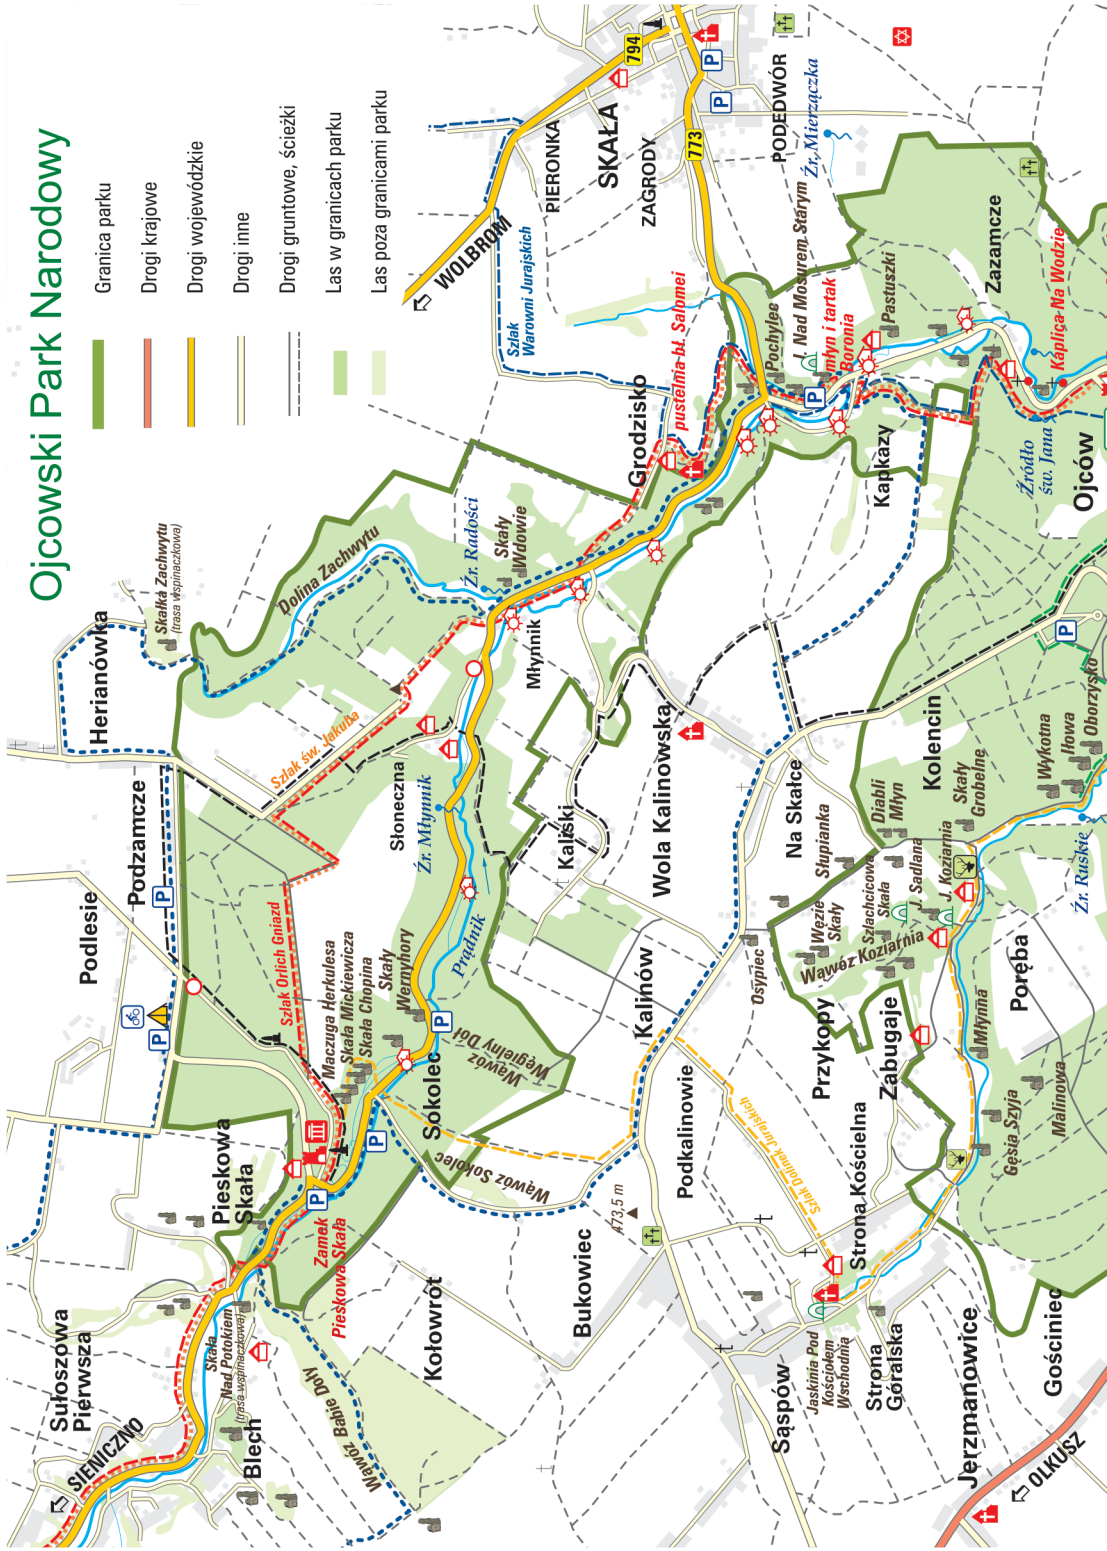 Ojcowski Park Narodowy
Granica parku
Drogi krajowe
Drogi wojewódzkie
Drogi inne
Drogi gruntowe, ścieżki
Las w granicach parku
Las poza granicami parku
SIENICZNO
Sułoszowa
Pierwsza
Skała
Nad Potokiem
(trasa wspinaczkowa)
Blech
Wąwóz Babie Doły
Pieskowa
Skała
Zamek
Pieskowa Skała
Kołowrót
Podlesie
Podzamcze
P
P
Herianówka
Skałka Zachwytu
(trasa wspinaczkowa)
Dolina Zachwytu
Szlak św. Jakuba
Szlak Orlich Gniazd
Maczuga Herkulesa
Skała Mickiewicza
Skała Chopina
Skały
Wernyhory
P
P
P
Sokolec
Wąwóz
Węgielny Dół
Wąwóz Sokolec
Prądnik
Źr. Młynnik
Słoneczna
Młynnik
Źr. Radości
Skały
Wdowie
Grodzisko
pustelnia bł. Salomei
Szlak
Warowni Jurajskich
WOLBROM
794
PIERONKA
SKAŁA
ZAGRODY
773
P
P
PODEDWÓR
Źr. Mierzączka
Pochylec
J. Nad Mosurem Starym
młyn i tartak
Boronia
P
Pastuszki
Zazamcze
Kaplica Na Wodzie
Źródło
św. Jana
Ojców
Kapkazy
Kalinów
Kaliski
Wola Kalinowska
Na Skałce
Kolencin
P
Wykotna
Iłowa
Oborzysko
Skały
Grobelne
Diabli
Młyn
Słupianka
Szlachcicowa
Skała
J. Sadlana
J. Koziarnia
Węzie
Skały
Wąwóz Koziarnia
Źr. Ruskie
Osypiec
Przykopy
Zabugaje
Poręba
Młynna
Malinowa
Gęsia Szyja
Podkalinowie
Szlak Dolinek Jurajskich
Strona Kościelna
473,5 m
Bukowiec
Sąspów
Jaskinia Pod
Kościołem
Wschodnia
Strona
Góralska
Jerzmanowice
Gościniec
OLKUSZ